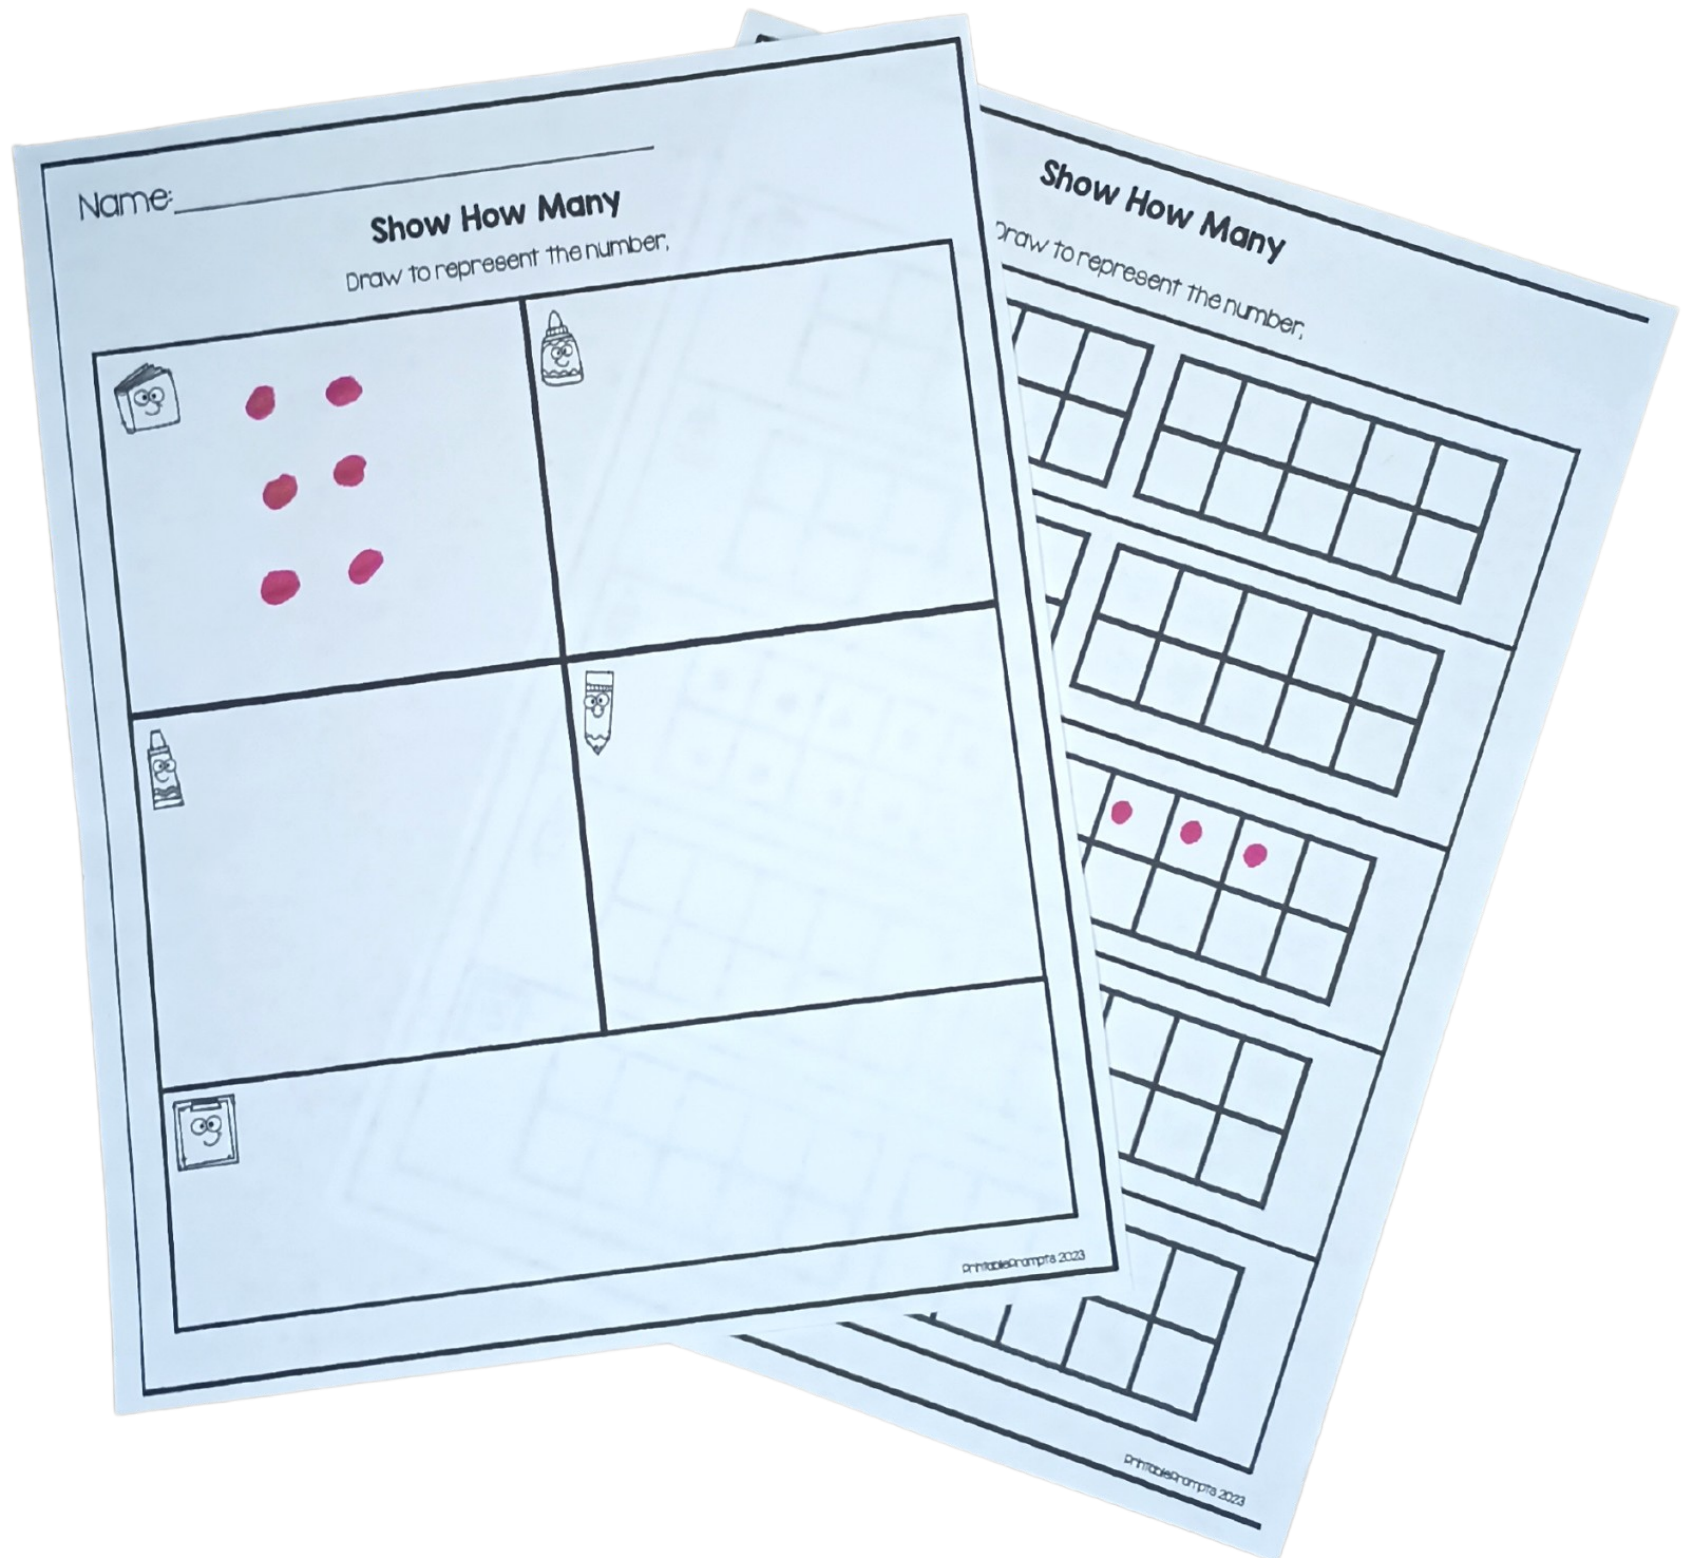 Name:
Show How Many
Draw to represent the number.
PrintablePrompts 2023
Show How Many
Draw to represent the number.
PrintablePrompts 2023